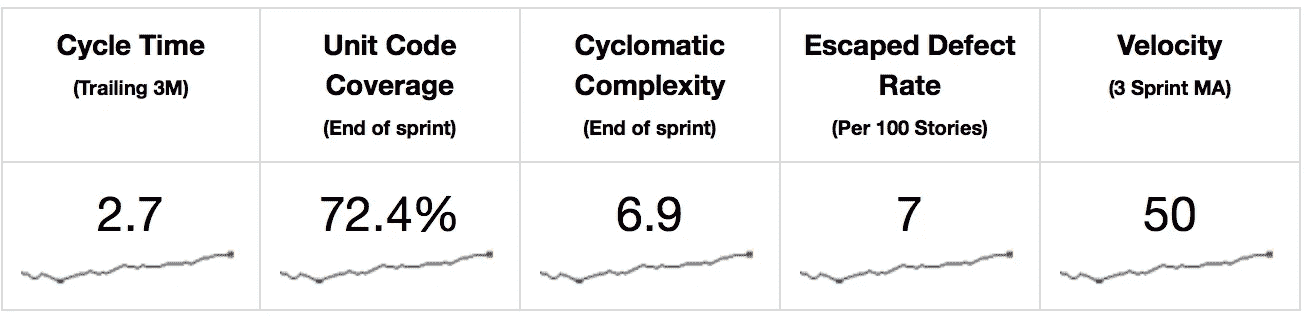 Cycle Time
(Trailing 3M)
Unit Code
Coverage
(End of sprint)
Cyclomatic
Complexity
(End of sprint)
Escaped Defect
Rate
(Per 100 Stories)
Velocity
(3 Sprint MA)
2.7
72.4%
6.9
7
50